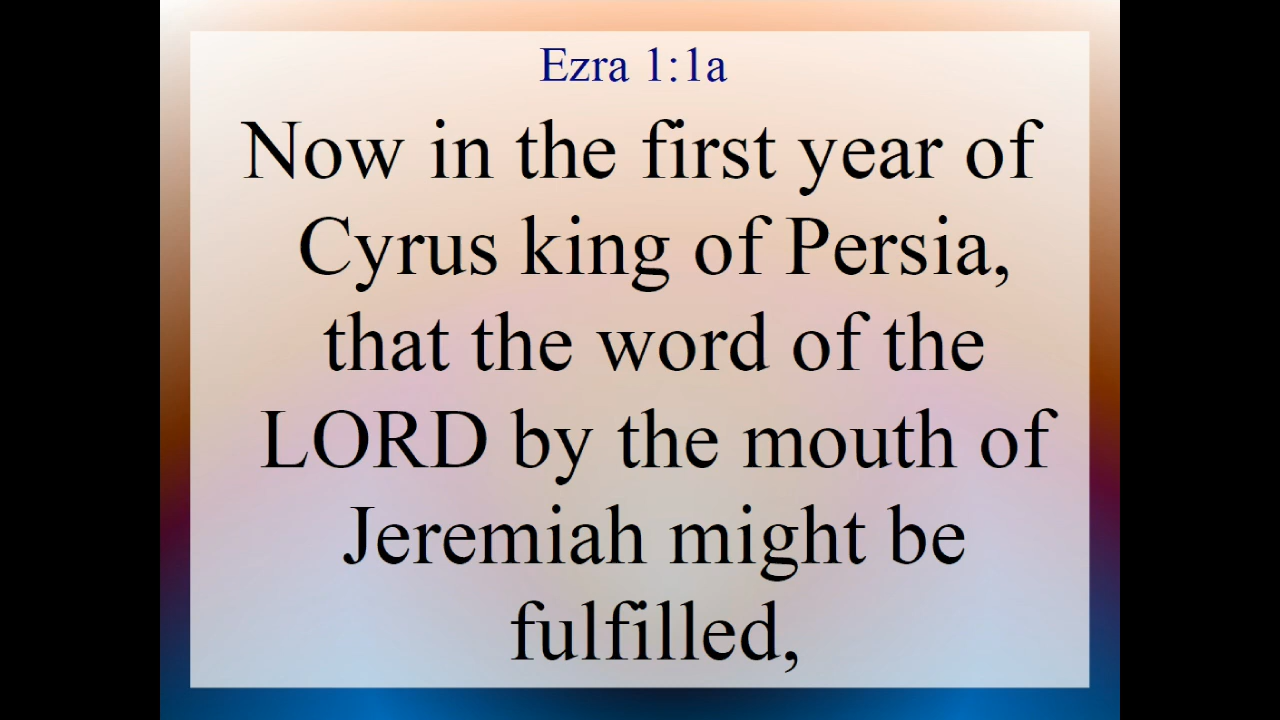 Ezra 1:1a
Now in the first year of
Cyrus king of Persia,
that the word of the
LORD by the mouth of
Jeremiah might be
fulfilled,